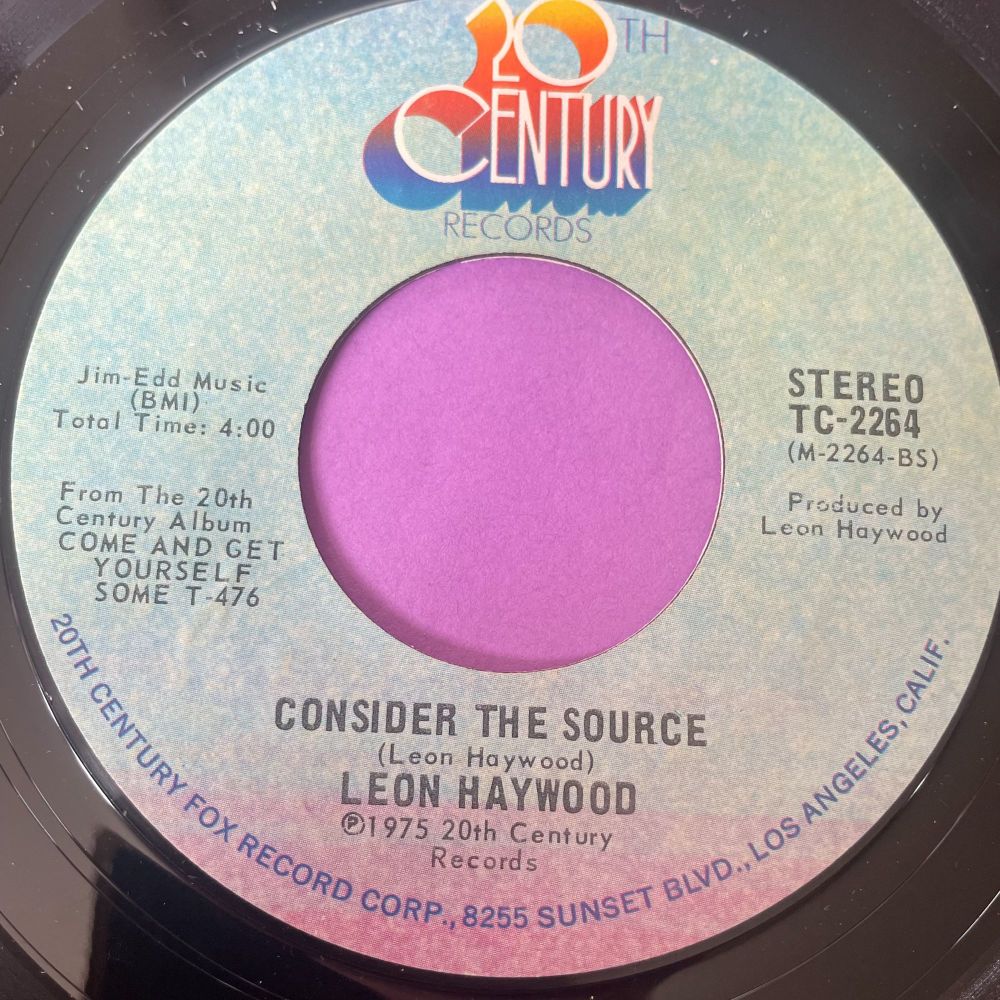 20TH
CENTURY
RECORDS
Jim-Edd Music
(BMI)
Total Time: 4:00
From The 20th
Century Album
COME AND GET
YOURSELF
SOME T-476
STEREO
TC-2264
(M-2264-BS)
Produced by
Leon Haywood
CONSIDER THE SOURCE
(Leon Haywood)
LEON HAYWOOD
℗1975 20th Century
Records
20TH CENTURY FOX RECORD CORP., 8255 SUNSET BLVD., LOS ANGELES, CALIF.